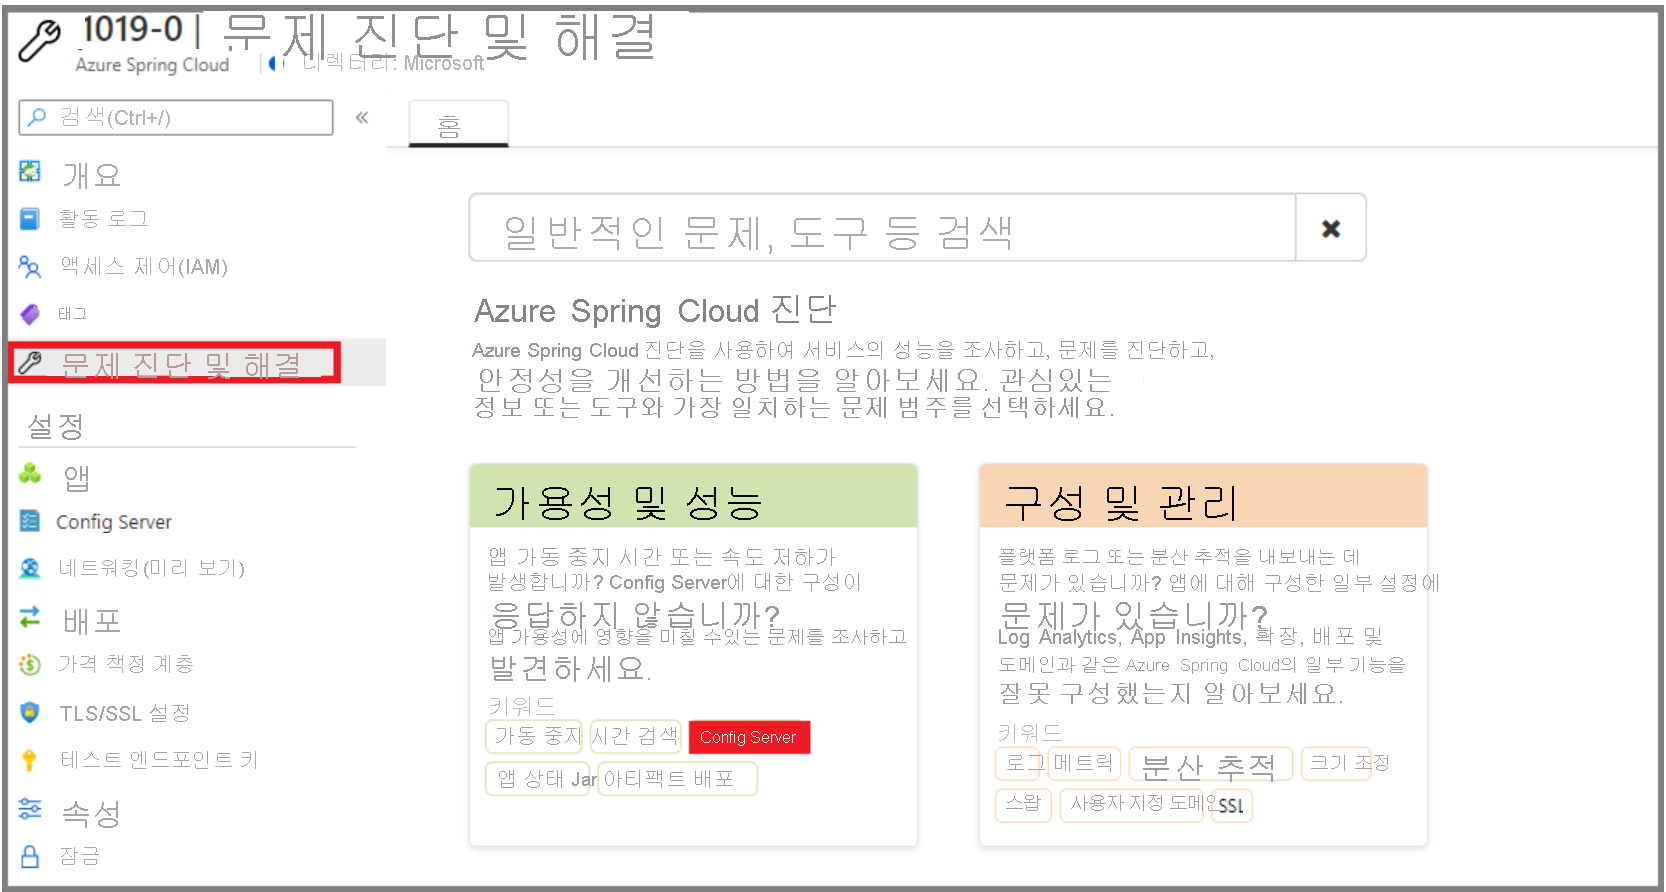 1019-0 | 문제 진단 및 해결
Azure Spring Cloud
디렉터리: Microsoft
검색(Ctrl+/)
«
개요
활동 로그
액세스 제어(IAM)
태그
문제 진단 및 해결
설정
앱
Config Server
네트워킹(미리 보기)
배포
가격 책정 계층
TLS/SSL 설정
테스트 엔드포인트 키
속성
잠금
홈
일반적인 문제, 도구 등 검색
Azure Spring Cloud 진단
Azure Spring Cloud 진단을 사용하여 서비스의 성능을 조사하고, 문제를 진단하고,
안정성을 개선하는 방법을 알아보세요. 관심있는
정보 또는 도구와 가장 일치하는 문제 범주를 선택하세요.
가용성 및 성능
앱 가동 중지 시간 또는 속도 저하가
발생합니까? Config Server에 대한 구성이
응답하지 않습니까?
앱 가용성에 영향을 미칠 수있는 문제를 조사하고
발견하세요.
키워드
가동 중지 시간 검색 Config Server
앱 상태 Jar 아티팩트 배포
구성 및 관리
플랫폼 로그 또는 분산 추적을 내보내는 데
문제가 있습니까? 앱에 대해 구성한 일부 설정에
문제가 있습니까?
Log Analytics, App Insights, 확장, 배포 및
도메인과 같은 Azure Spring Cloud의 일부 기능을
잘못 구성했는지 알아보세요.
키워드
로그 메트릭 분산 추적 크기 조정
스왑 사용자 지정 도메인 SSL